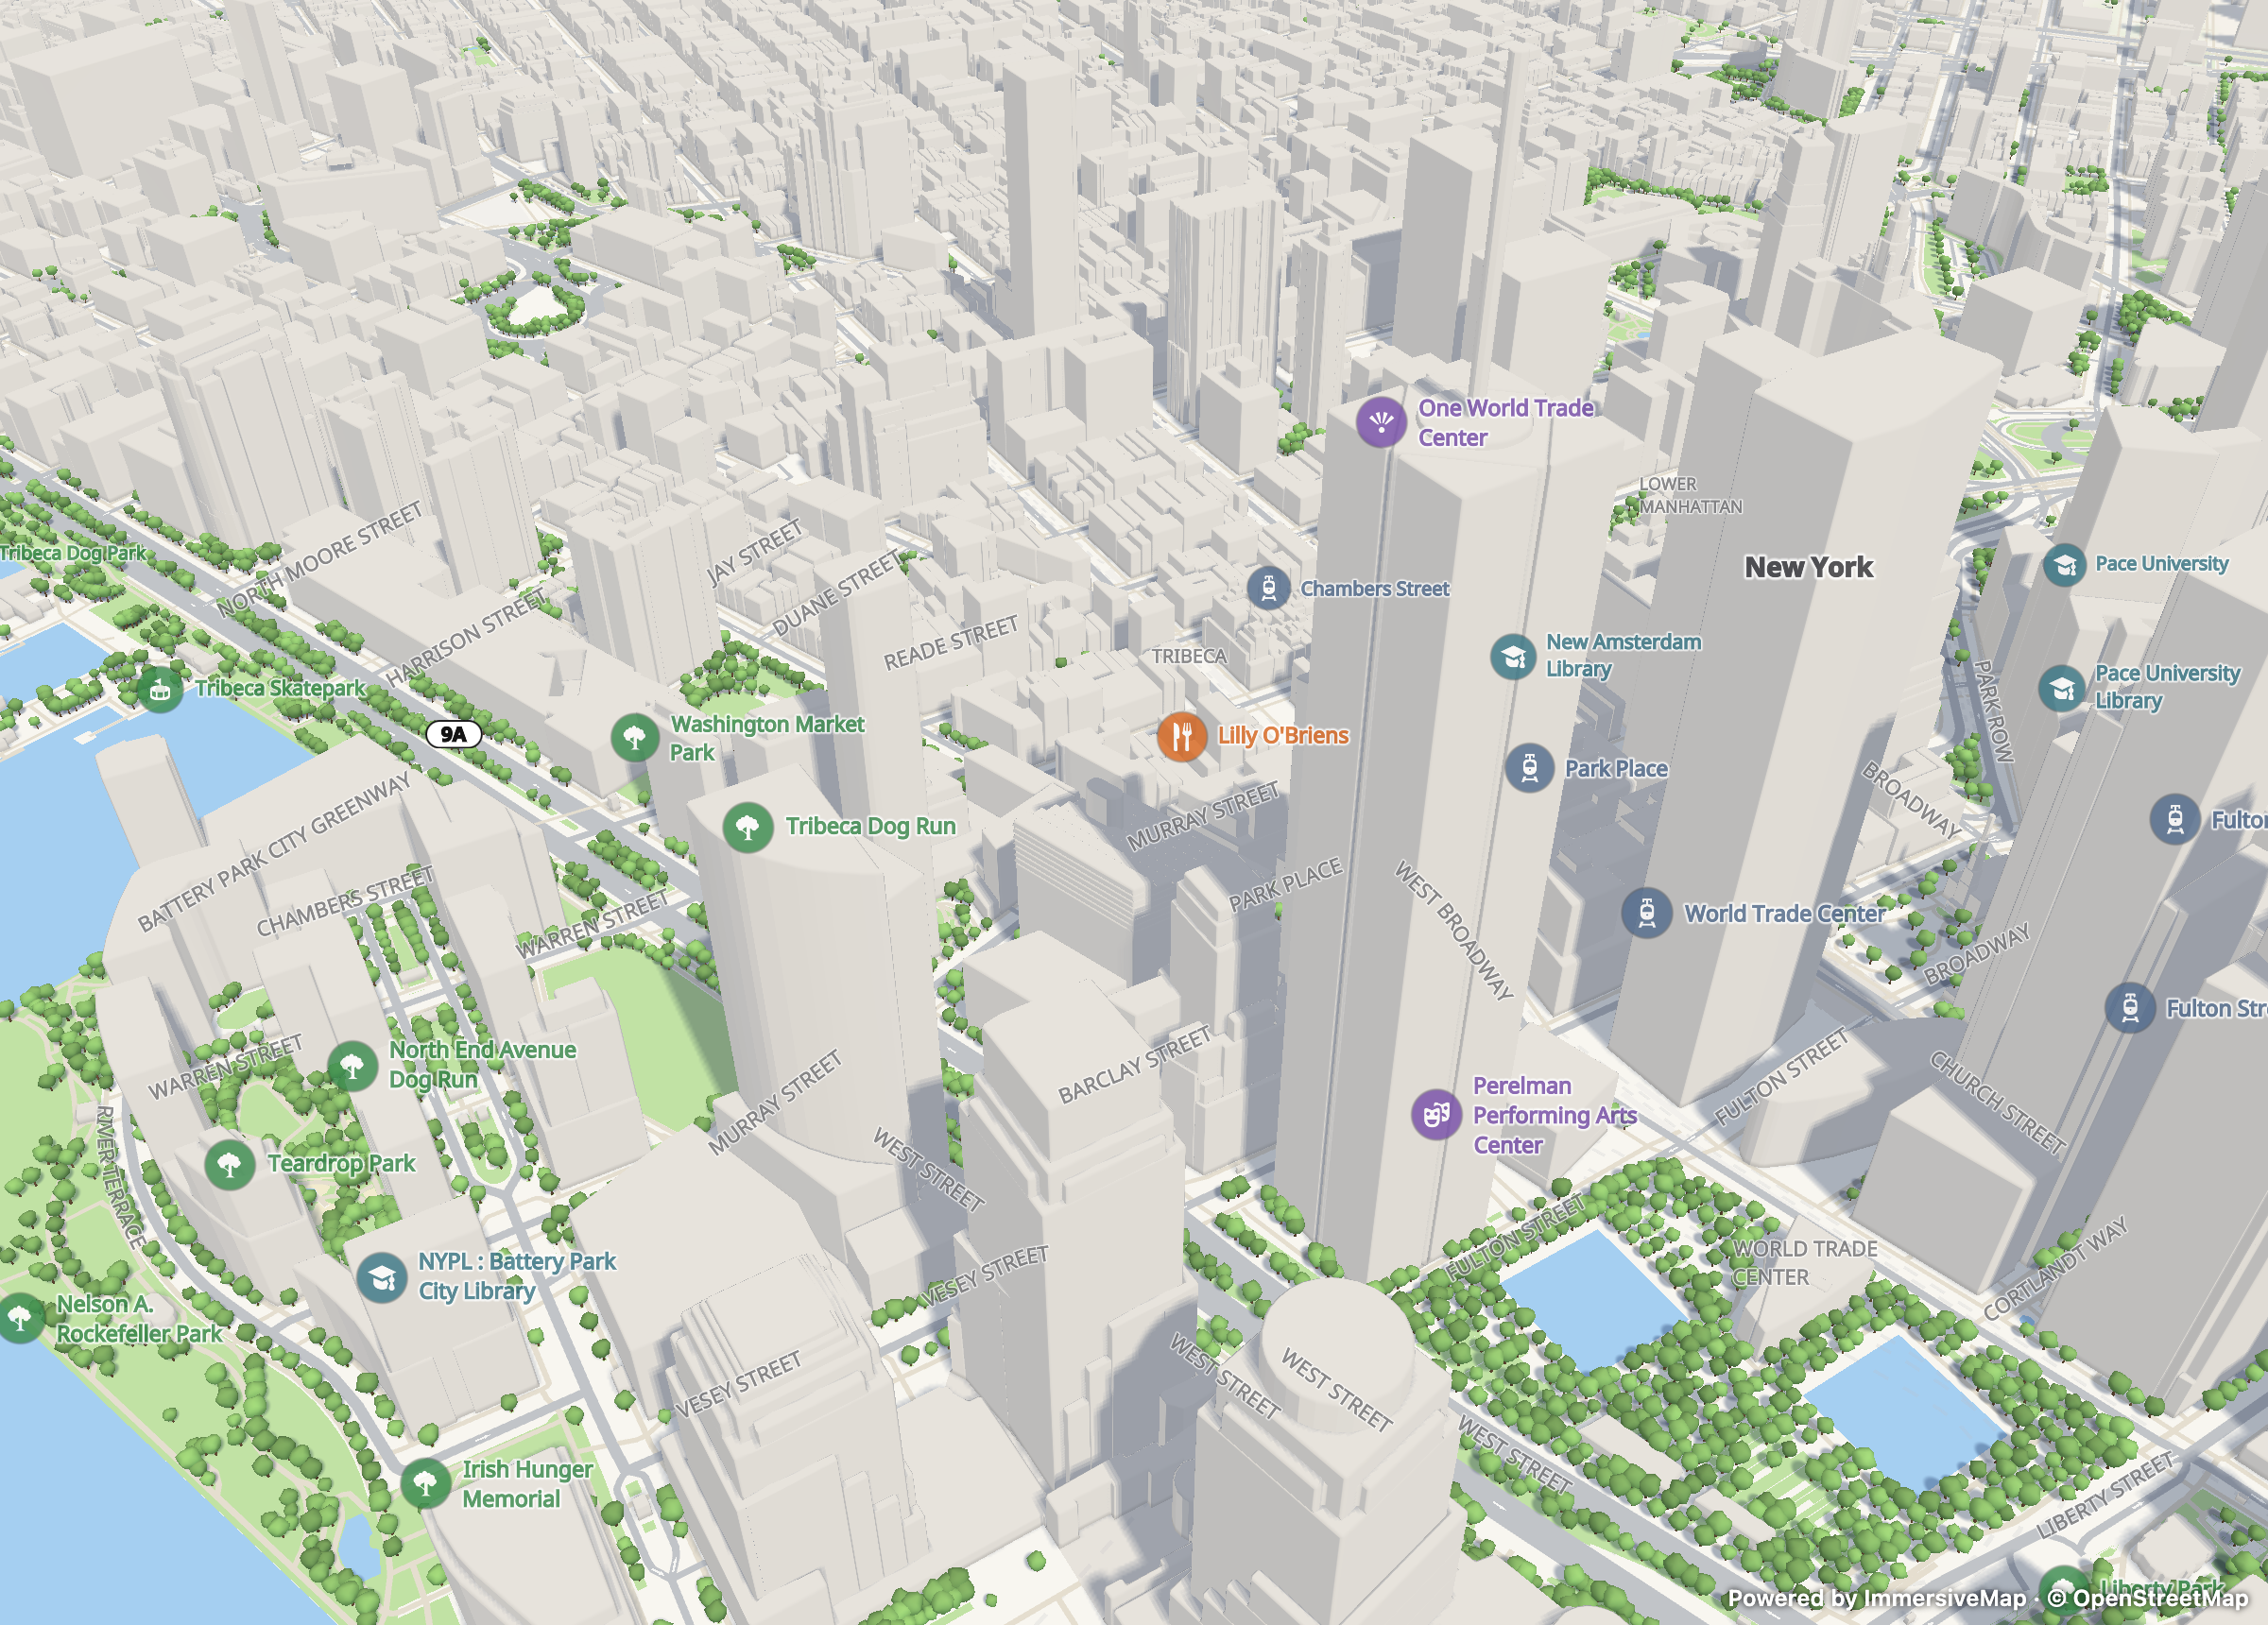 One World Trade
Center
LOWER
MANHATTAN
NORTH MOORE STREET
JAY STREET
Tribeca Dog Park
New York
Pace University
DUANE STREET
Chambers Street
HARRISON STREET
READE STREET
TRIBECA
New Amsterdam
Library
PARK ROW
Pace University
Library
Tribeca Skatepark
9A
Washington Market
Park
Lilly O'Briens
Park Place
BROADWAY
MURRAY STREET
Tribeca Dog Run
Fulton
BATTERY PARK CITY GREENWAY
CHAMBERS STREET
WARREN STREET
PARK PLACE
WEST BROADWAY
World Trade Center
BROADWAY
Fulton Str
WARREN STREET
North End Avenue
Dog Run
MURRAY STREET
BARCLAY STREET
FULTON STREET
CHURCH STREET
Perelman
Performing Arts
Center
RIVER TERRACE
Teardrop Park
WEST STREET
FULTON STREET
WORLD TRADE
CENTER
CORTLANDT WAY
NYPL : Battery Park
City Library
VESEY STREET
Nelson A.
Rockefeller Park
VESEY STREET
WEST STREET
WEST STREET
WEST STREET
Irish Hunger
Memorial
LIBERTY STREET
Liberty Park
Powered by ImmersiveMap · © OpenStreetMap